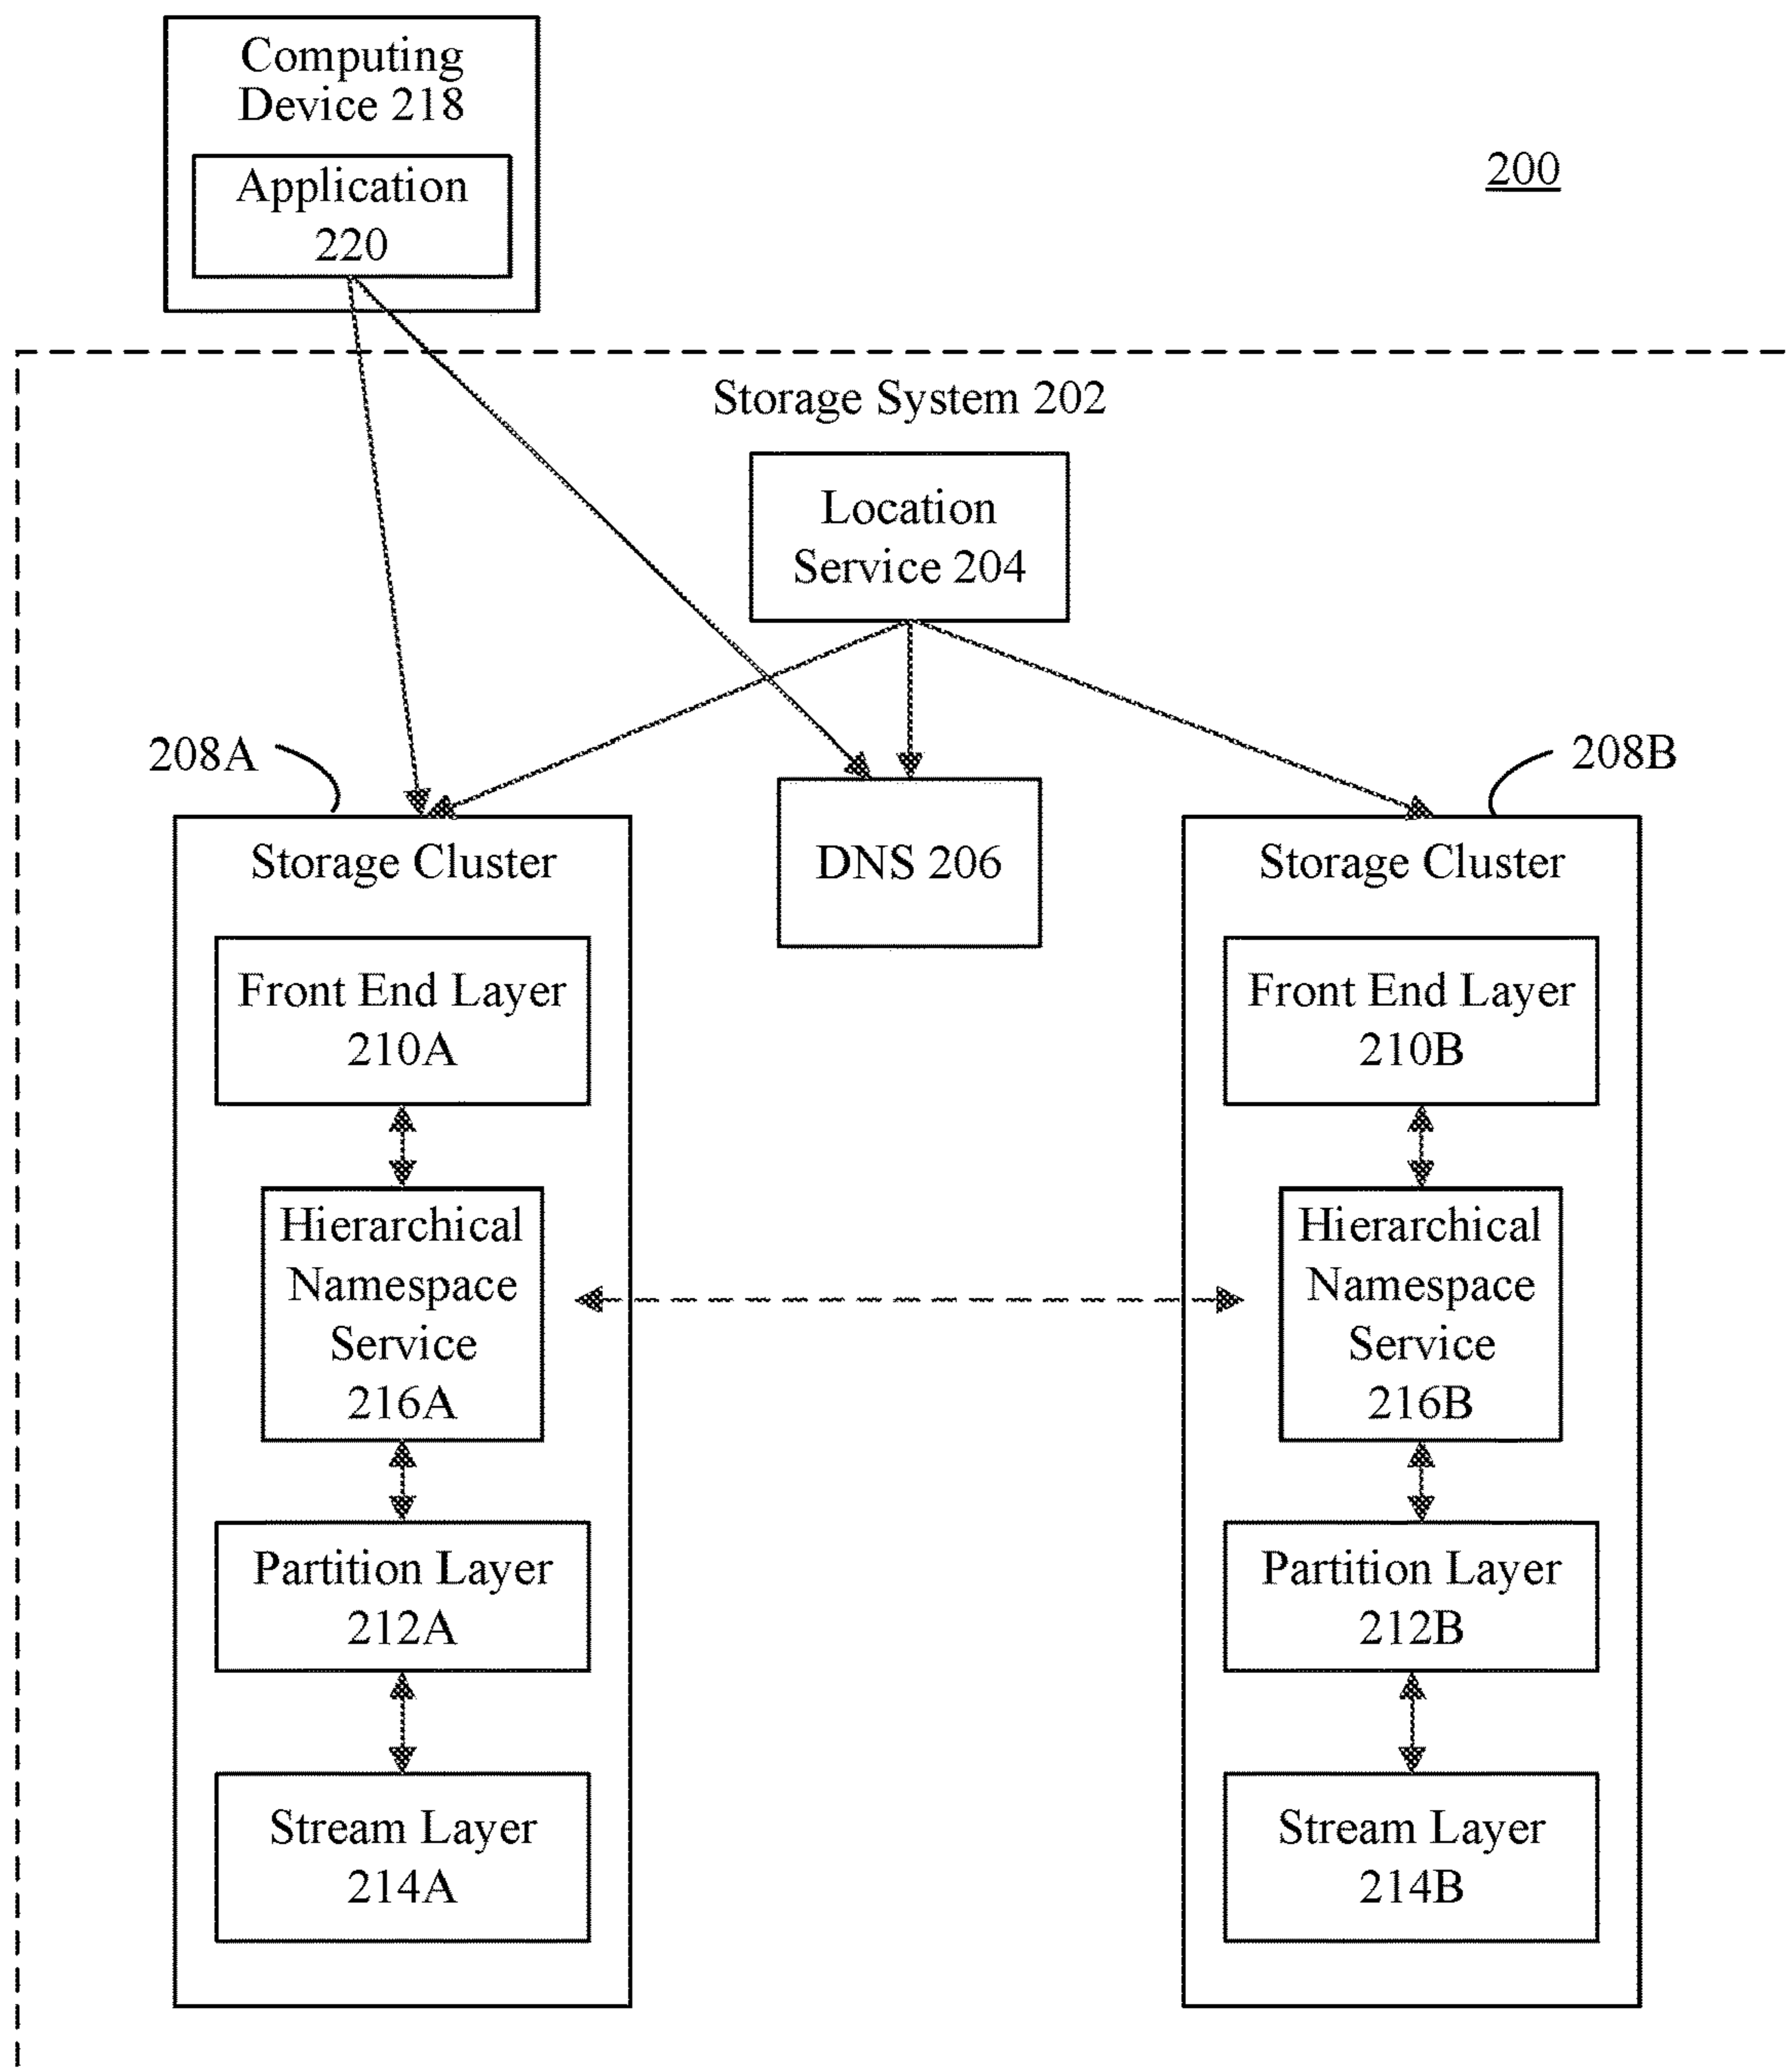 Computing
Device 218
Application
220
200
Storage System 202
Location
Service 204
208A
208B
DNS 206
Storage Cluster
Front End Layer
210A
Hierarchical
Namespace
Service
216A
Partition Layer
212A
Stream Layer
214A
Storage Cluster
Front End Layer
210B
Hierarchical
Namespace
Service
216B
Partition Layer
212B
Stream Layer
214B